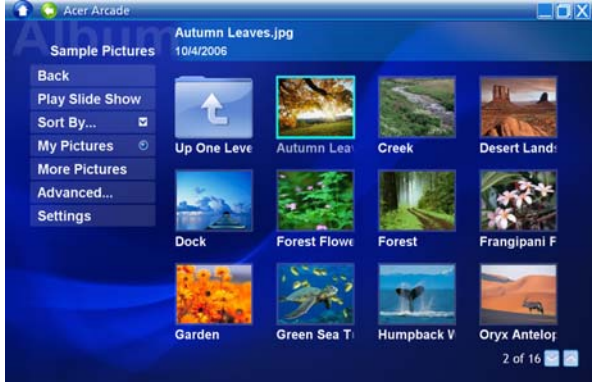 Acer Arcade
Album
Autumn Leaves.jpg
Sample Pictures
10/4/2006
Back
Play Slide Show
Sort By...
My Pictures
More Pictures
Advanced...
Settings
Up One Leve
Autumn Leav
Creek
Desert Lands
Dock
Forest Flowe
Forest
Frangipani F
Garden
Green Sea T
Humpback W
Oryx Antelop
2 of 16